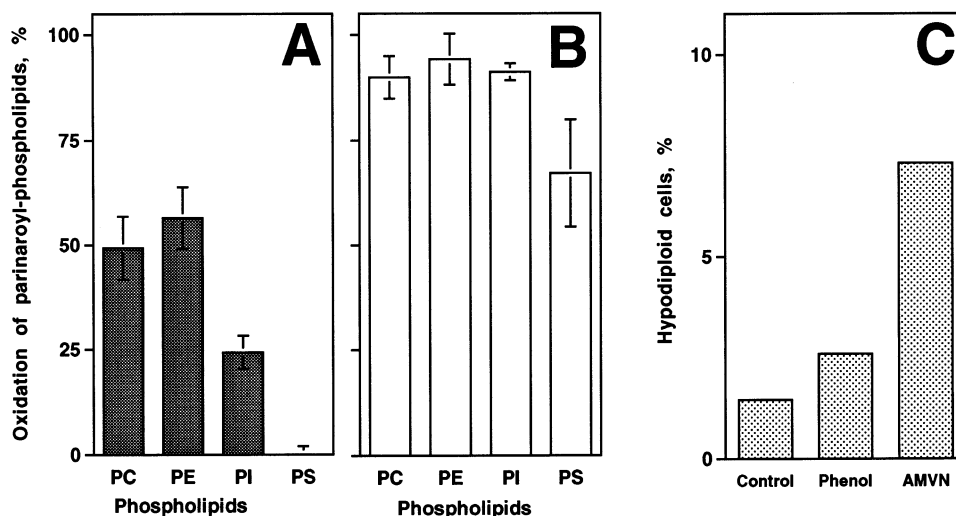 A
B
C
Oxidation of parinaroyl-phospholipids, %
100
75
50
25
0
PC PE PI PS
Phospholipids
PC PE PI PS
Phospholipids
Hypodiploid cells, %
10
5
0
Control Phenol AMVN